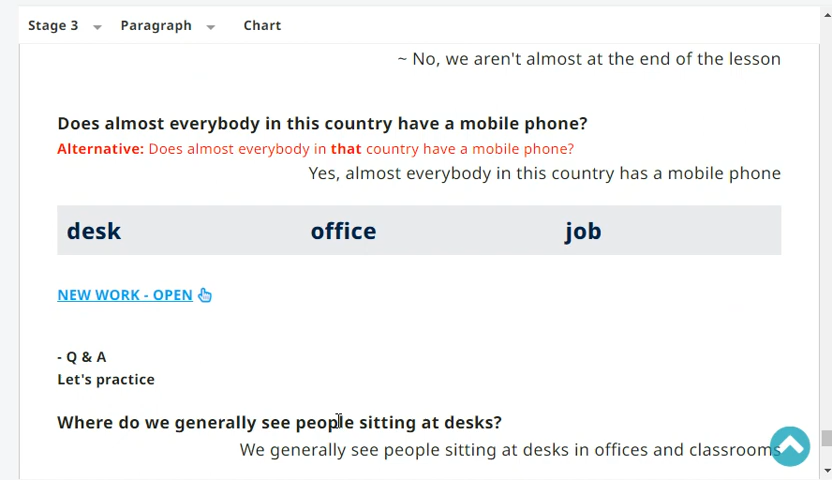 Stage 3 Paragraph Chart
~ No, we aren't almost at the end of the lesson
Does almost everybody in this country have a mobile phone?
Alternative: Does almost everybody in that country have a mobile phone?
Yes, almost everybody in this country has a mobile phone
desk office job
NEW WORK - OPEN
- Q & A
Let's practice
Where do we generally see people sitting at desks?
We generally see people sitting at desks in offices and classrooms